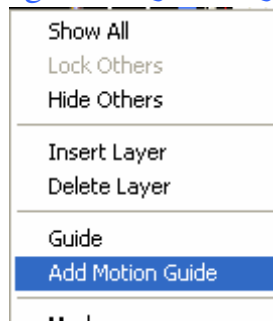 Show All
Lock Others
Hide Others
Insert Layer
Delete Layer
Guide
Add Motion Guide